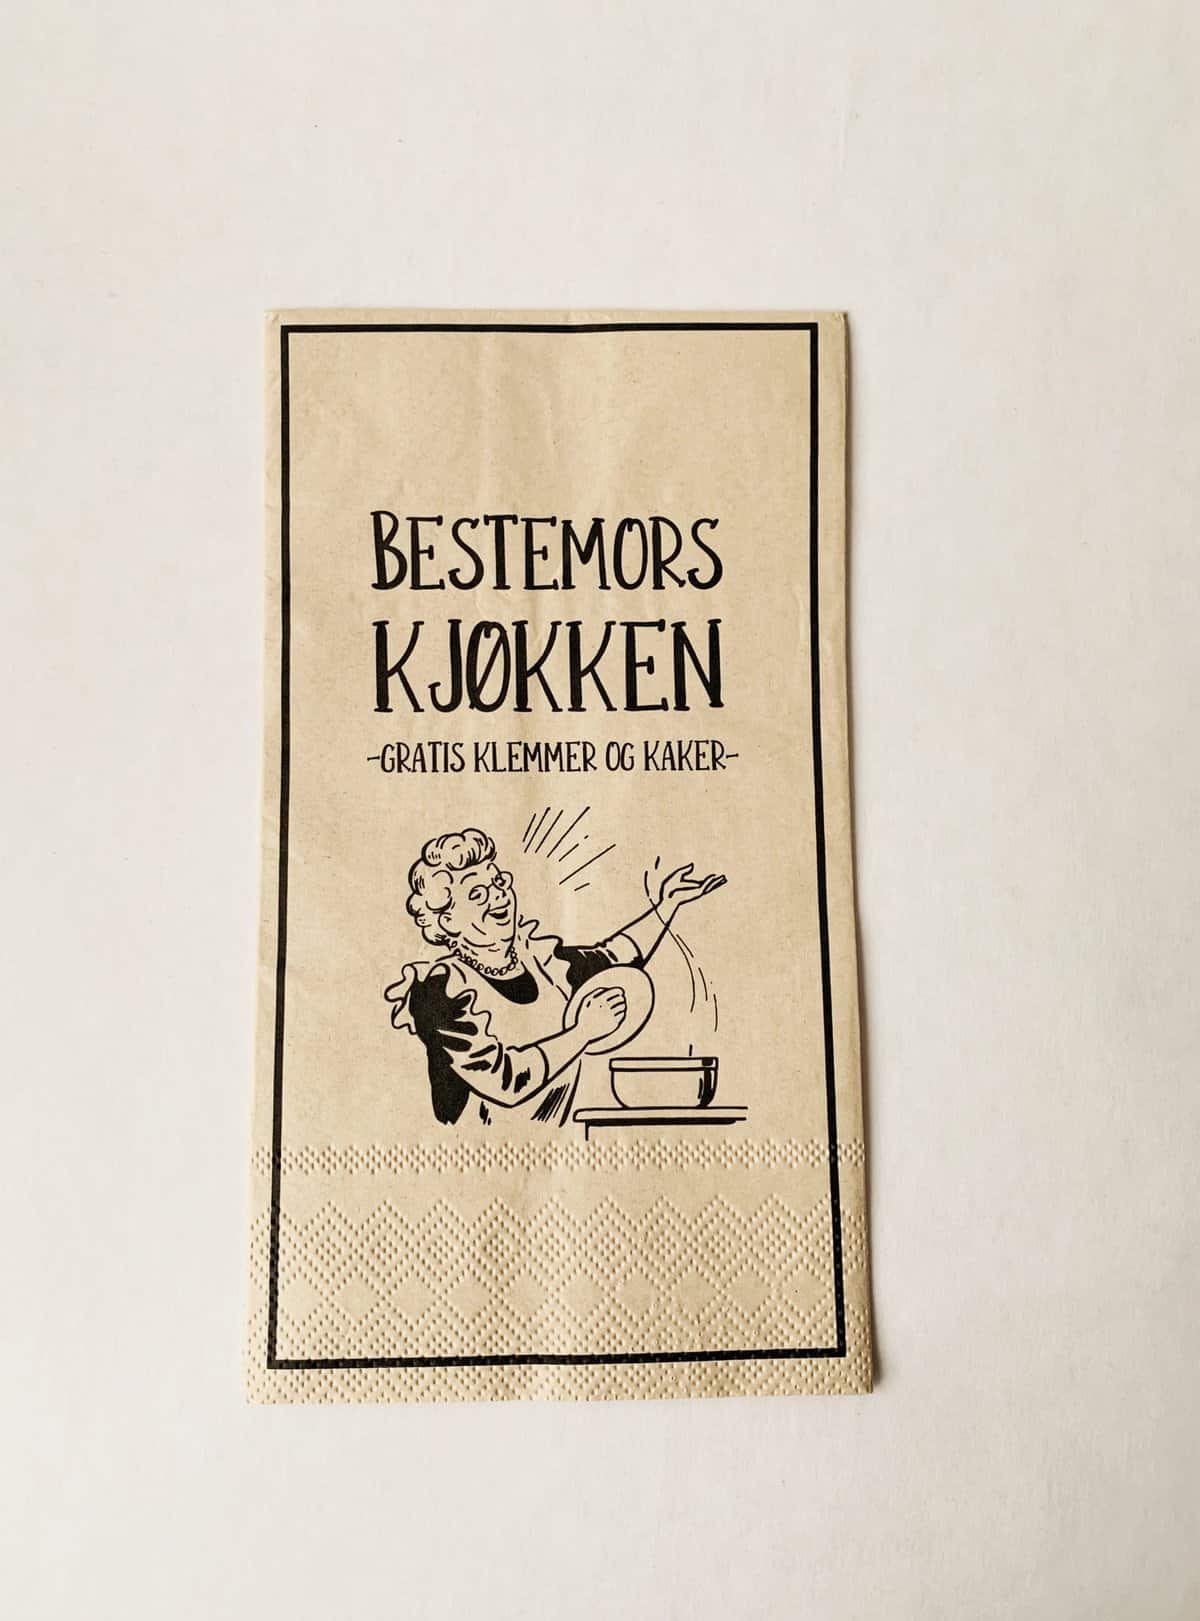 BESTEMORS
KJØKKEN
-GRATIS KLEMMER OG KAKER-